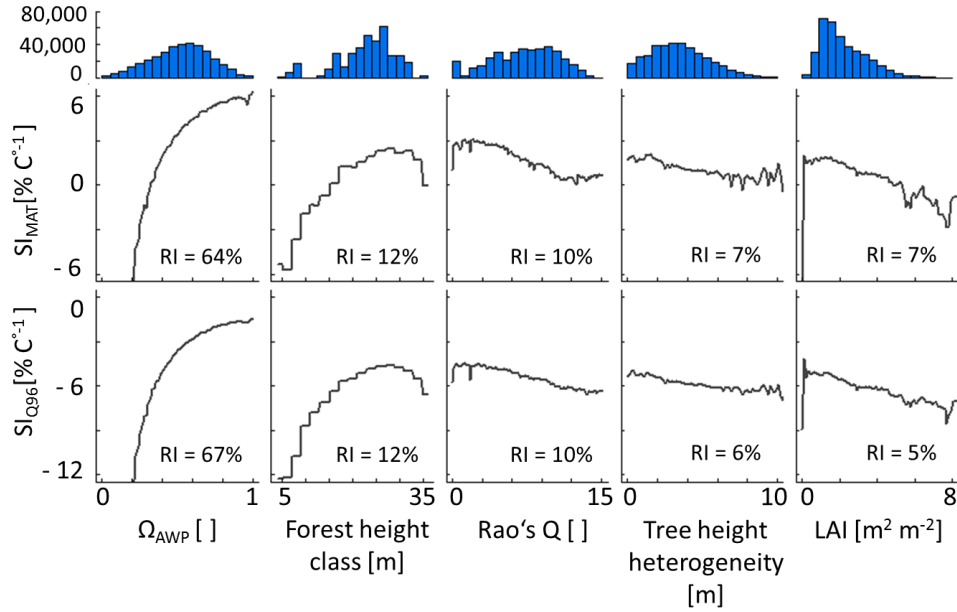 80,000
40,000
0
6
0
- 6
SI_MAT[% C°⁻¹]
RI = 64%
RI = 12%
RI = 10%
RI = 7%
RI = 7%
0
- 6
- 12
SI_Q96[% C°⁻¹]
RI = 67%
RI = 12%
RI = 10%
RI = 6%
RI = 5%
0 1 5 35 0 15 0 10 0 8
Ω_AWP [ ]
Forest height
class [m]
Rao‘s Q [ ]
Tree height
heterogeneity
[m]
LAI [m² m⁻²]